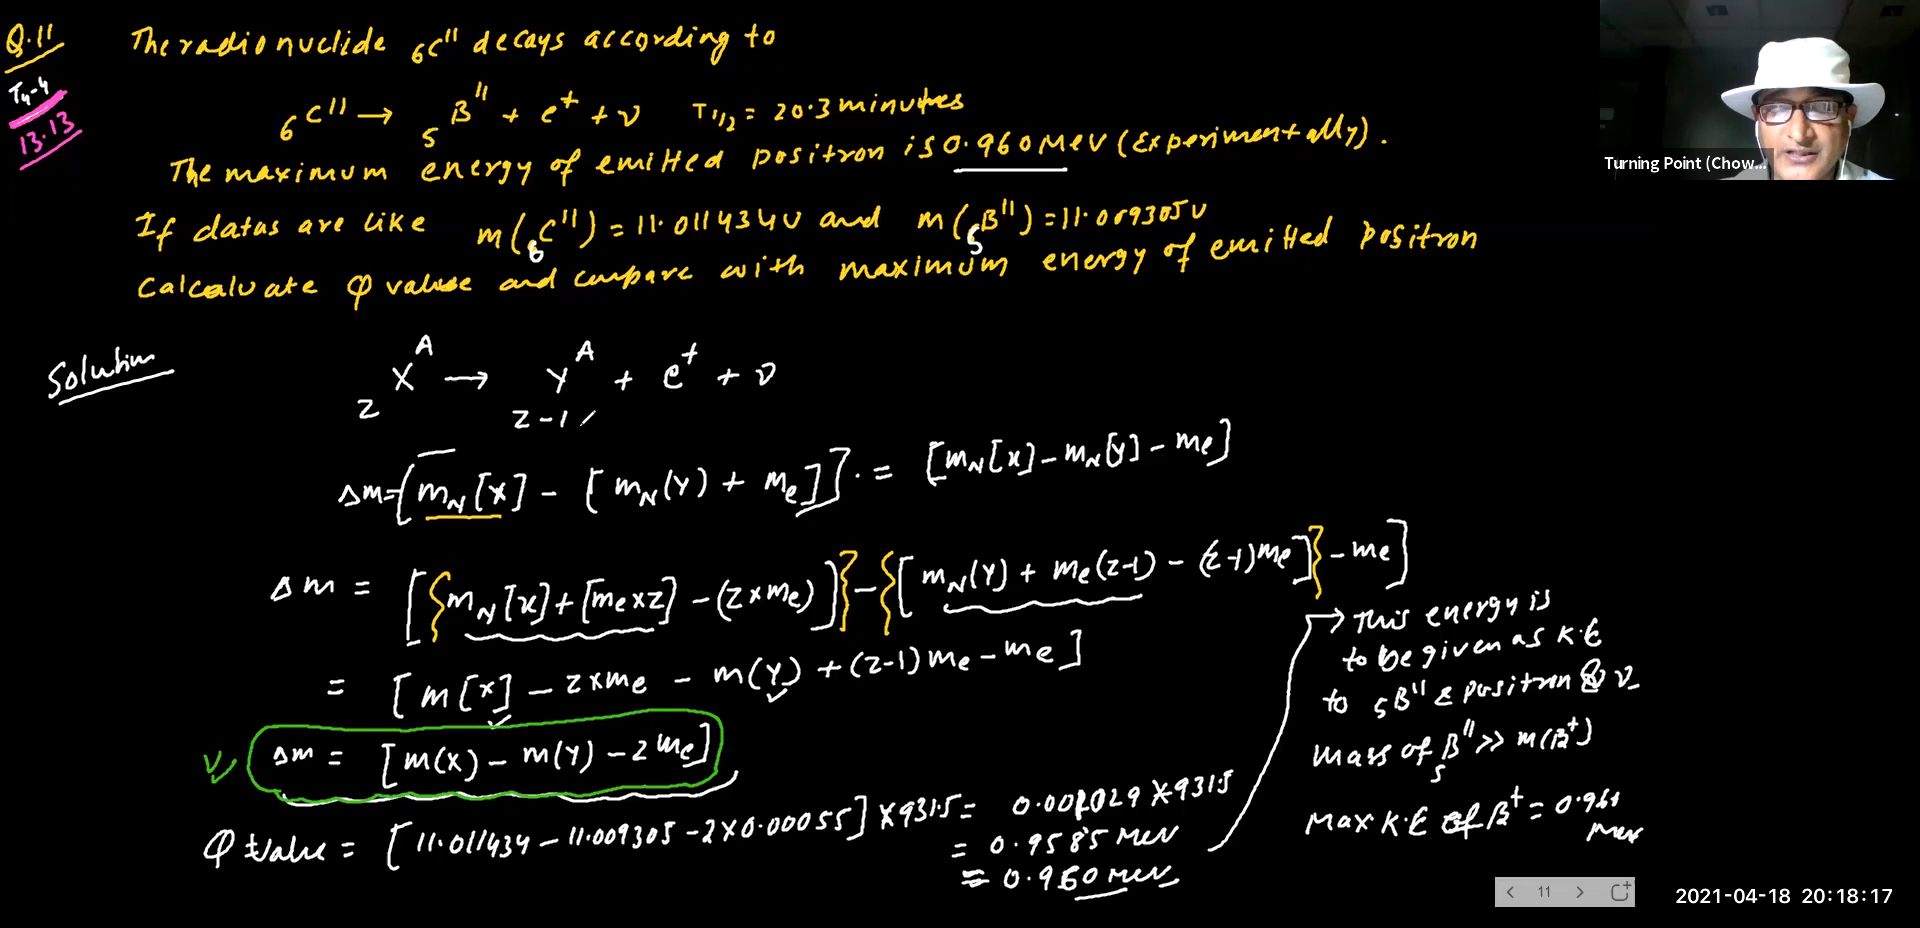 Q.11
T4-4
13.13
The radionuclide 6C11 decays according to
6C11 → 5B11 + e+ + ν T1/2 = 20.3 minutes
The maximum energy of emitted positron is 0.960 MeV (Experimentally).
If datas are like m(6C11) = 11.011434U and m(5B11) = 11.009305U
calculate Q value and compare with maximum energy of emitted positron
Solution
ZXA → Z-1YA + e+ + ν
Δm = [mN[X] - [mN(Y) + me]] = [mN[X] - mN[Y] - me]
Δm = [{mN[X] + [me×Z] - (Z×me)]} - {[mN(Y) + me(Z-1) - (Z-1)me]} - me]
= [m[X] - Z×me - m(Y) + (Z-1)me - me]
Δm = [m(X) - m(Y) - 2me]
Q value = [11.011434 - 11.009305 - 2×0.00055]×931.5 = 0.001029×931.5
= 0.9585 MeV
= 0.960 MeV
→ This energy is
to be given as K.E
to 5B11 & positron & ν
Mass of 5B11 >> m(β+)
Max K.E of β+ = 0.961
MeV
Turning Point (Chow...
< 11 >
2021-04-18 20:18:17